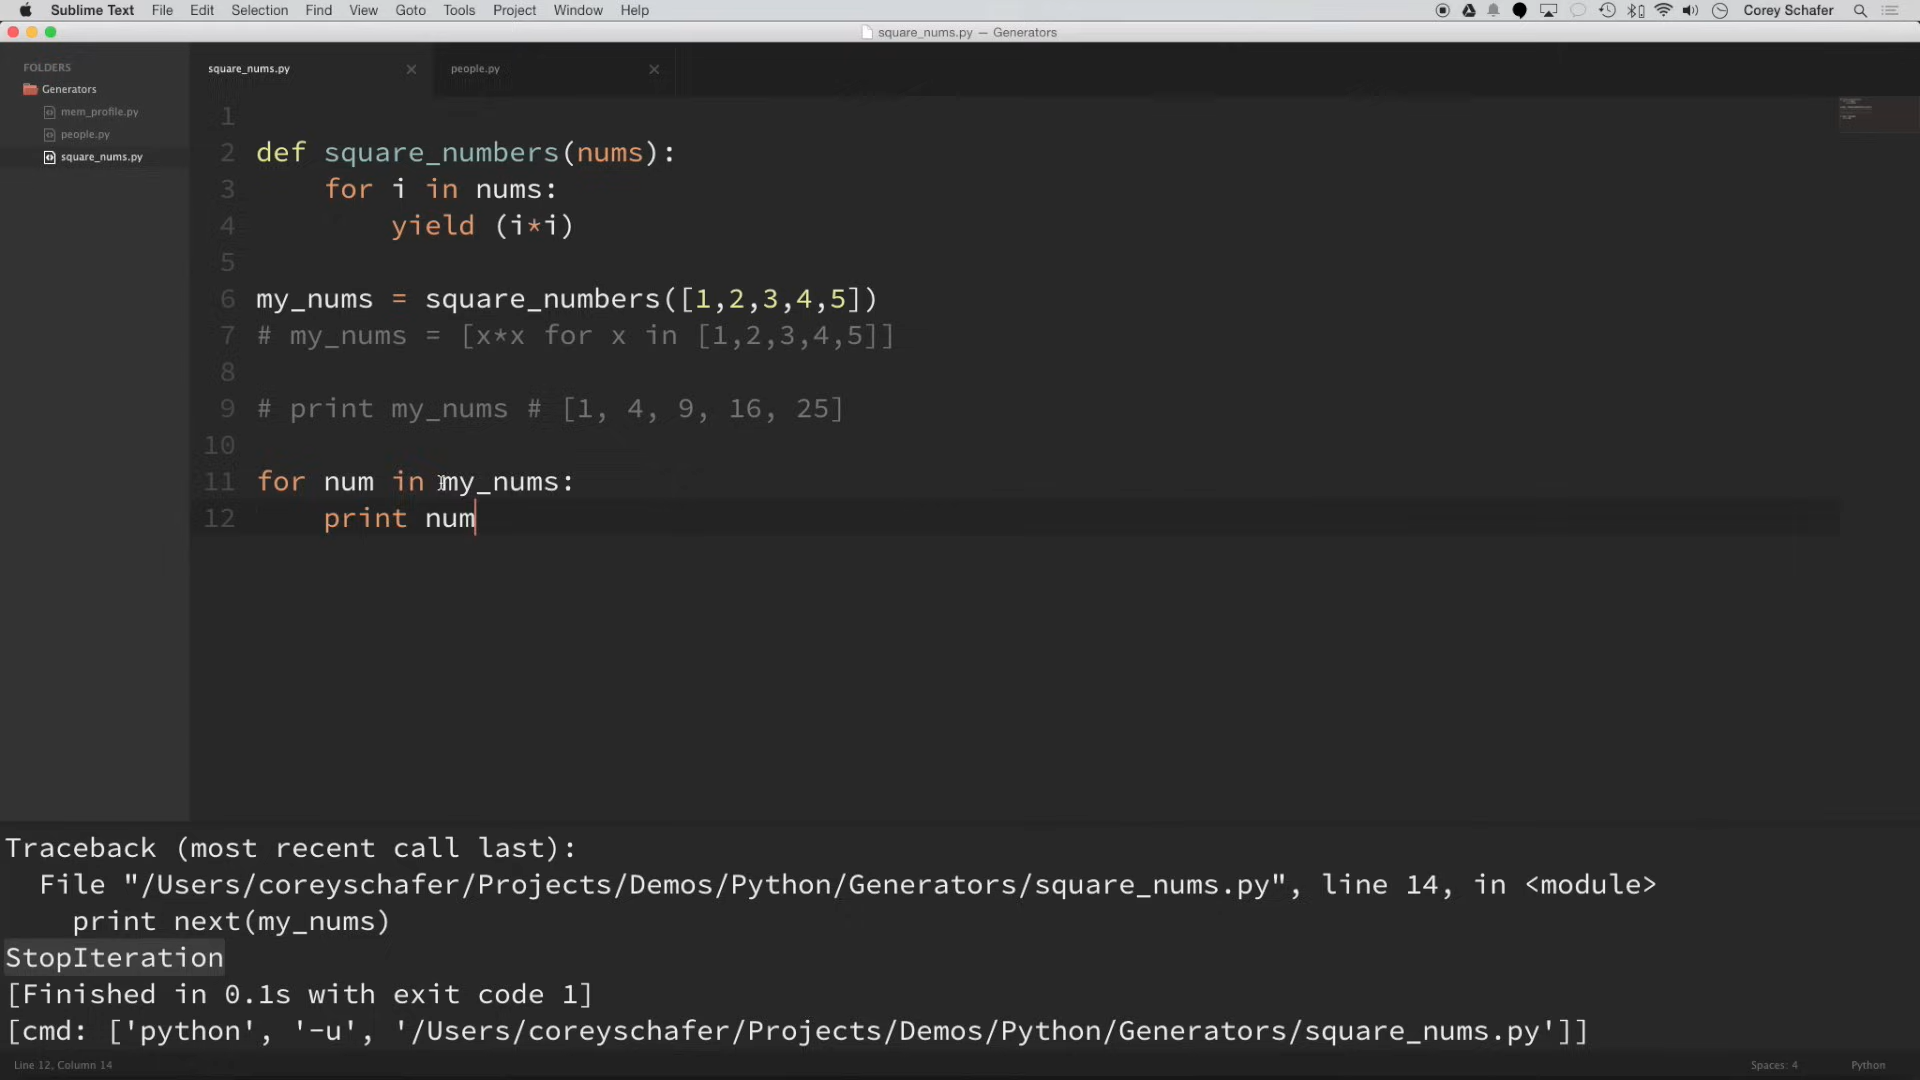 Sublime Text File Edit Selection Find View Goto Tools Project Window Help Corey Schafer
square_nums.py — Generators
FOLDERS
Generators
mem_profile.py
people.py
square_nums.py
square_nums.py people.py
1
2 def square_numbers(nums):
3 for i in nums:
4 yield (i*i)
5
6 my_nums = square_numbers([1,2,3,4,5])
7 # my_nums = [x*x for x in [1,2,3,4,5]]
8
9 # print my_nums # [1, 4, 9, 16, 25]
10
11 for num in my_nums:
12 print num
Traceback (most recent call last):
File "/Users/coreyschafer/Projects/Demos/Python/Generators/square_nums.py", line 14, in <module>
print next(my_nums)
StopIteration
[Finished in 0.1s with exit code 1]
[cmd: ['python', '-u', '/Users/coreyschafer/Projects/Demos/Python/Generators/square_nums.py']]
Line 12, Column 14 Spaces: 4 Python